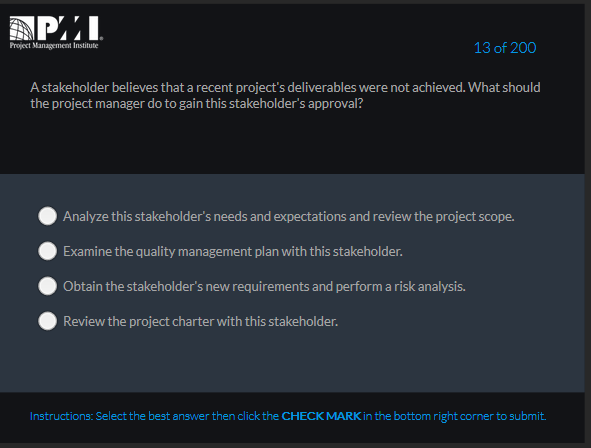 PMI.
Project Management Institute
13 of 200
A stakeholder believes that a recent project's deliverables were not achieved. What should
the project manager do to gain this stakeholder's approval?
Analyze this stakeholder's needs and expectations and review the project scope.
Examine the quality management plan with this stakeholder.
Obtain the stakeholder's new requirements and perform a risk analysis.
Review the project charter with this stakeholder.
Instructions: Select the best answer then click the CHECK MARK in the bottom right corner to submit.